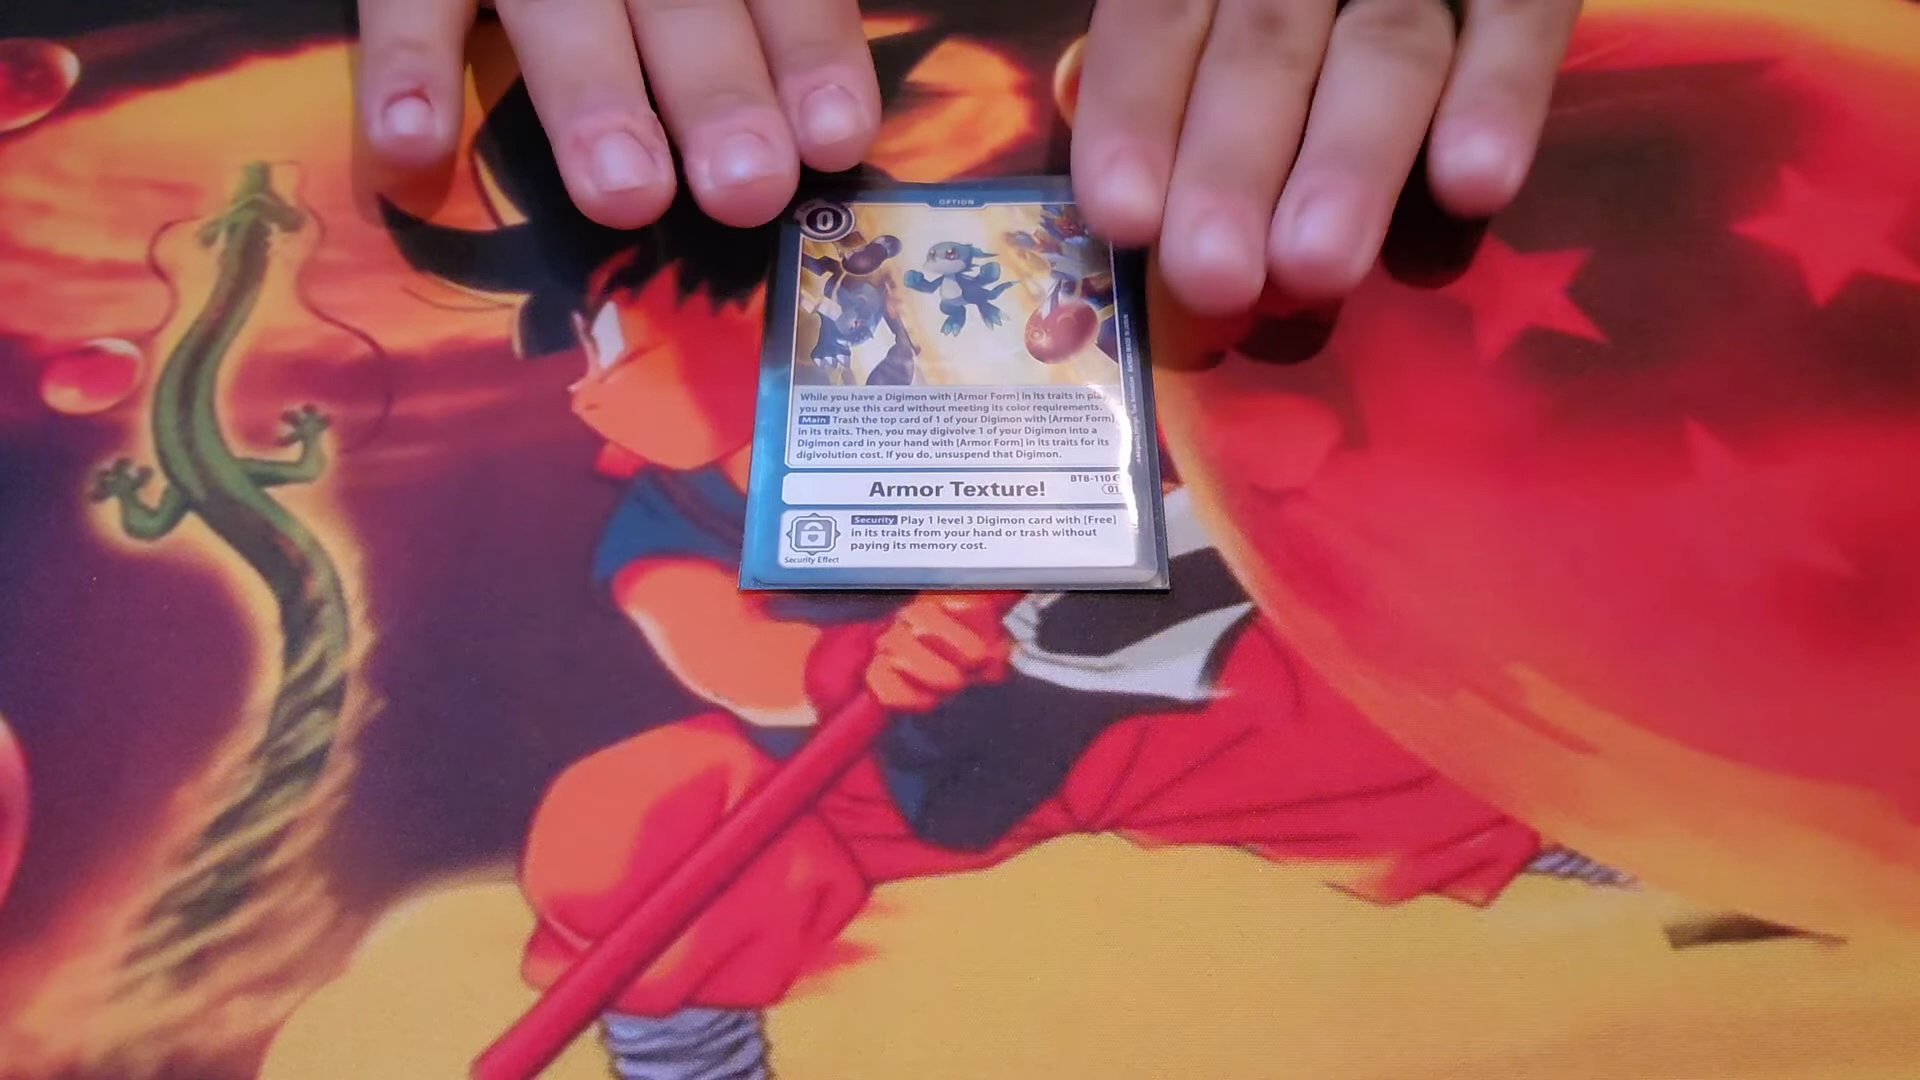 OPTION
0
While you have a Digimon with [Armor Form] in its traits in play,
you may use this card without meeting its color requirements.
Main Trash the top card of 1 of your Digimon with [Armor Form]
in its traits. Then, you may digivolve 1 of your Digimon into a
Digimon card in your hand with [Armor Form] in its traits for its
digivolution cost. If you do, unsuspend that Digimon.
BT8-110 C
Armor Texture!
01
Security Play 1 level 3 Digimon card with [Free]
in its traits from your hand or trash without
paying its memory cost.
Security Effect